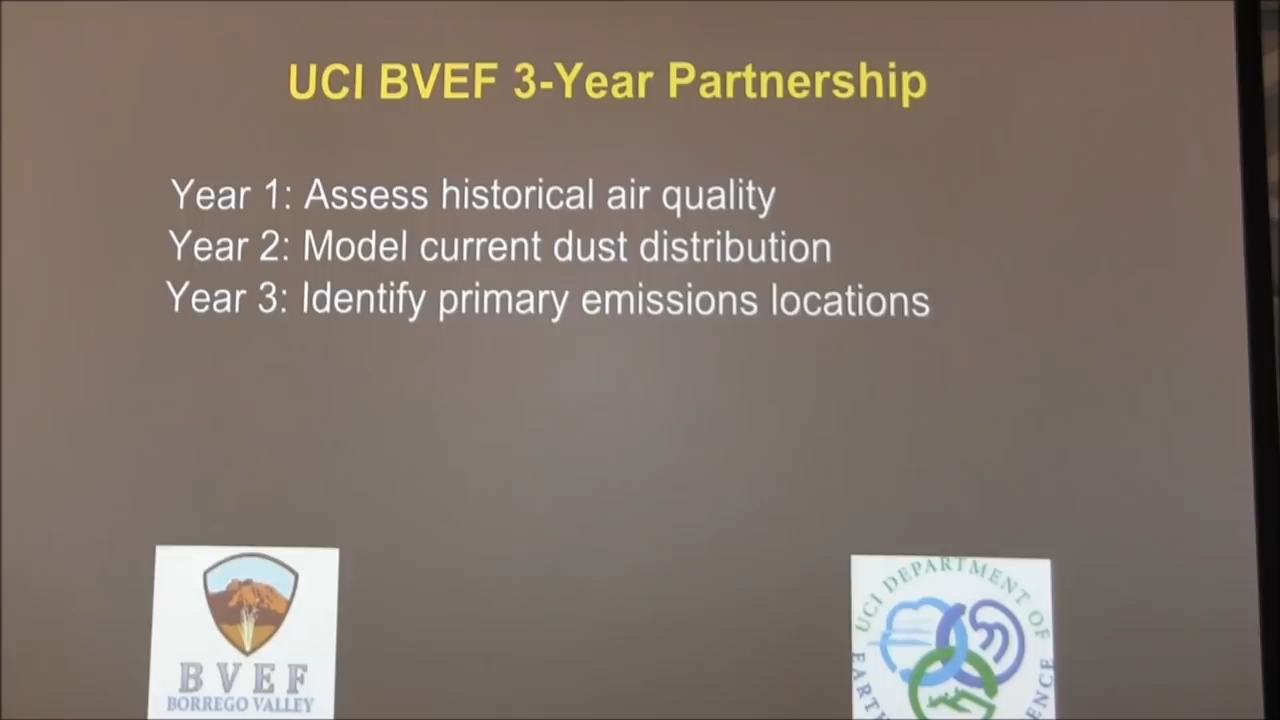 UCI BVEF 3-Year Partnership
Year 1: Assess historical air quality
Year 2: Model current dust distribution
Year 3: Identify primary emissions locations
BVEF
BORREGO VALLEY
UCI DEPARTMENT OF
EARTH